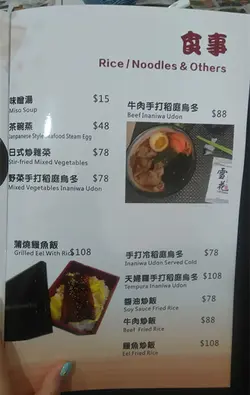 食事
Rice / Noodles & Others
味醂湯 $15
Miso Soup
茶碗蒸 $48
Janpanese Style Seafood Steam Egg
日式炒雜菜 $78
Stir-fried Mixed Vegetables
野菜手打稻庭烏冬 $78
Mixed Vegetables Inaniwa Udon
牛肉手打稻庭烏冬 $88
Beef Inaniwa Udon
蒲燒鰻魚飯 $108
Grilled Eel With Rice
手打冷稻庭烏冬 $78
Inaniwa Udon Served Cold
天婦羅手打稻庭烏冬 $108
Tempura Inaniwa Udon
醬油炒飯 $78
Soy Sauce Fried Rice
牛肉炒飯 $88
Beef Fried Rice
鰻魚炒飯 $108
Eel Fried Rice